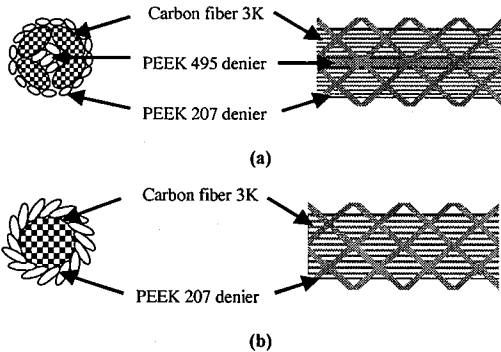 Carbon fiber 3K
PEEK 495 denier
PEEK 207 denier
(a)
Carbon fiber 3K
PEEK 207 denier
(b)